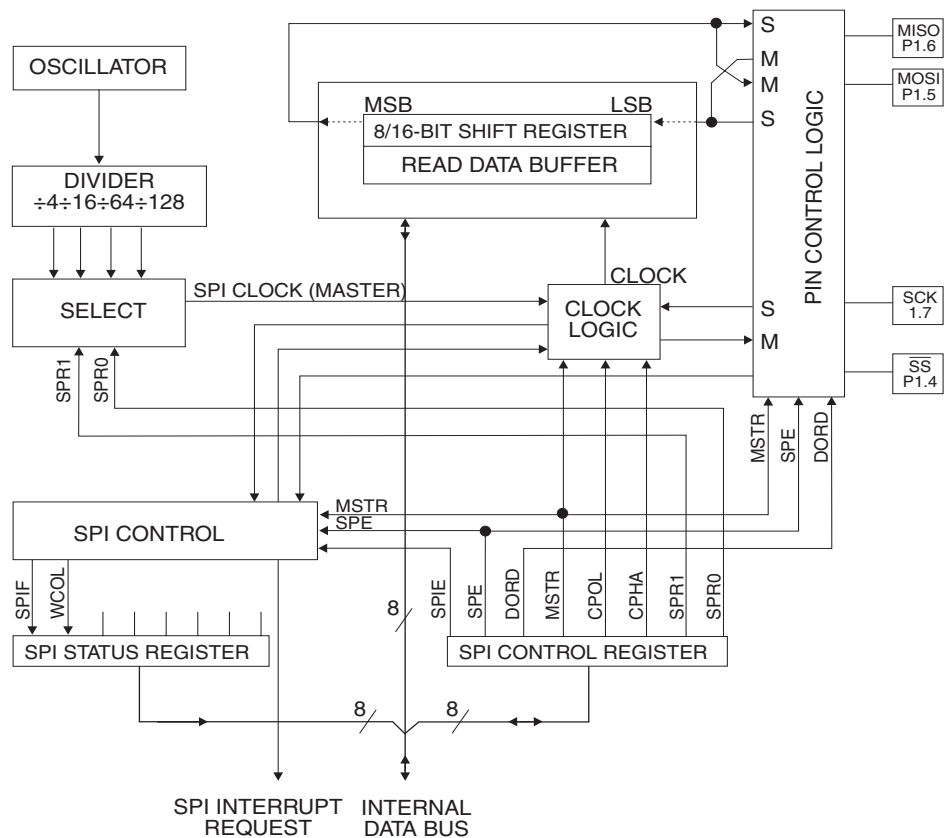 OSCILLATOR
DIVIDER
÷4÷16÷64÷128
SELECT
SPI CLOCK (MASTER)
SPR1
SPR0
MSB
LSB
8/16-BIT SHIFT REGISTER
READ DATA BUFFER
CLOCK
CLOCK
LOGIC
S
M
M
S
S
M
PIN CONTROL LOGIC
MISO
P1.6
MOSI
P1.5
SCK
1.7
SS
P1.4
MSTR
SPE
DORD
SPI CONTROL
MSTR
SPE
SPIF
WCOL
SPI STATUS REGISTER
8
SPIE
SPE
DORD
MSTR
CPOL
CPHA
SPR1
SPR0
SPI CONTROL REGISTER
8
8
SPI INTERRUPT
REQUEST
INTERNAL
DATA BUS